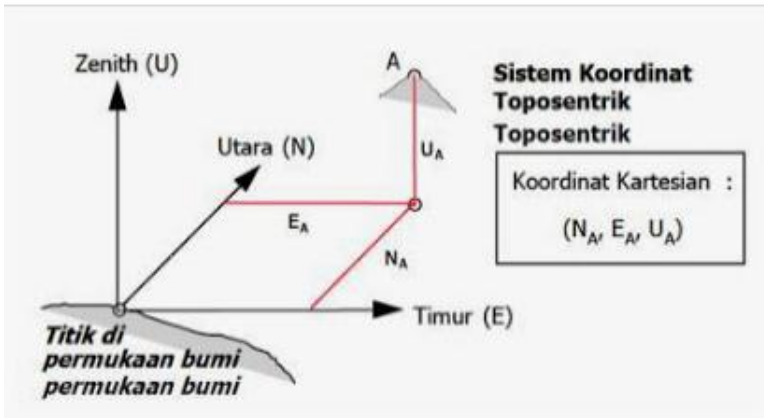 Zenith (U)
A
Sistem Koordinat
Toposentrik
Toposentrik
Utara (N)
U_A
Koordinat Kartesian :
(N_A, E_A, U_A)
E_A
N_A
Timur (E)
Titik di
permukaan bumi
permukaan bumi